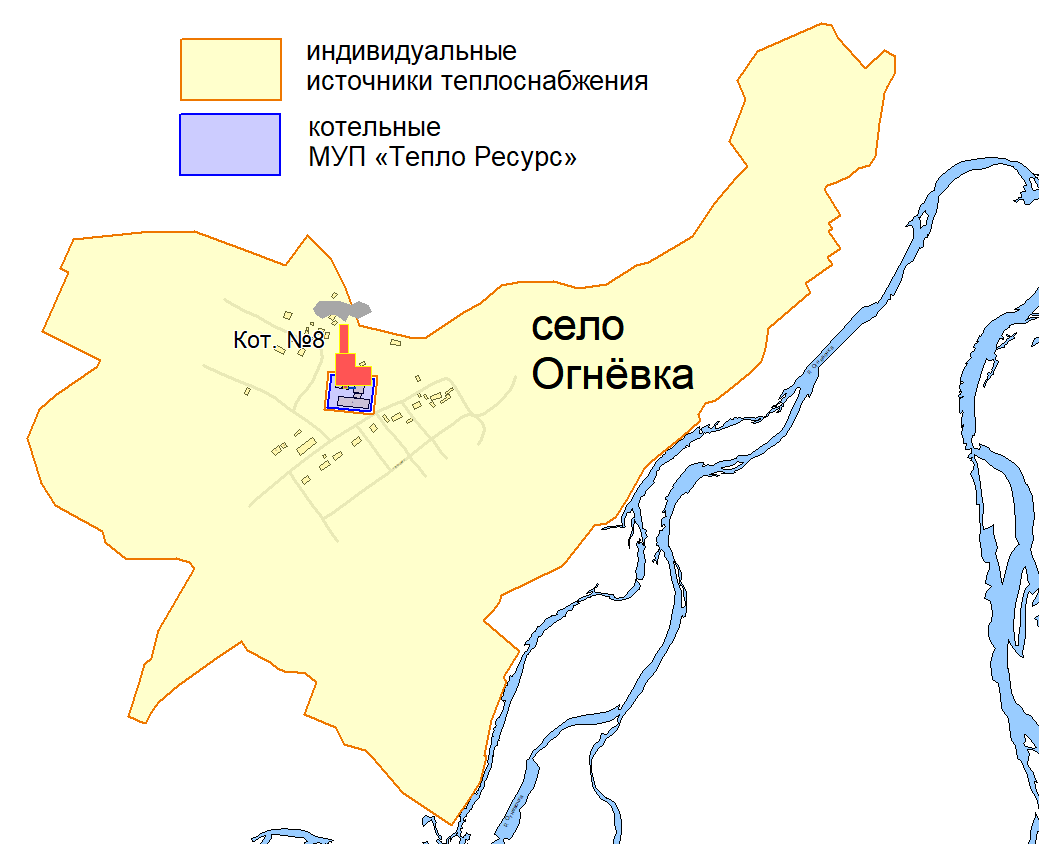 индивидуальные
источники теплоснабжения
котельные
МУП «Тепло Ресурс»
Кот. №8
село
Огнёвка